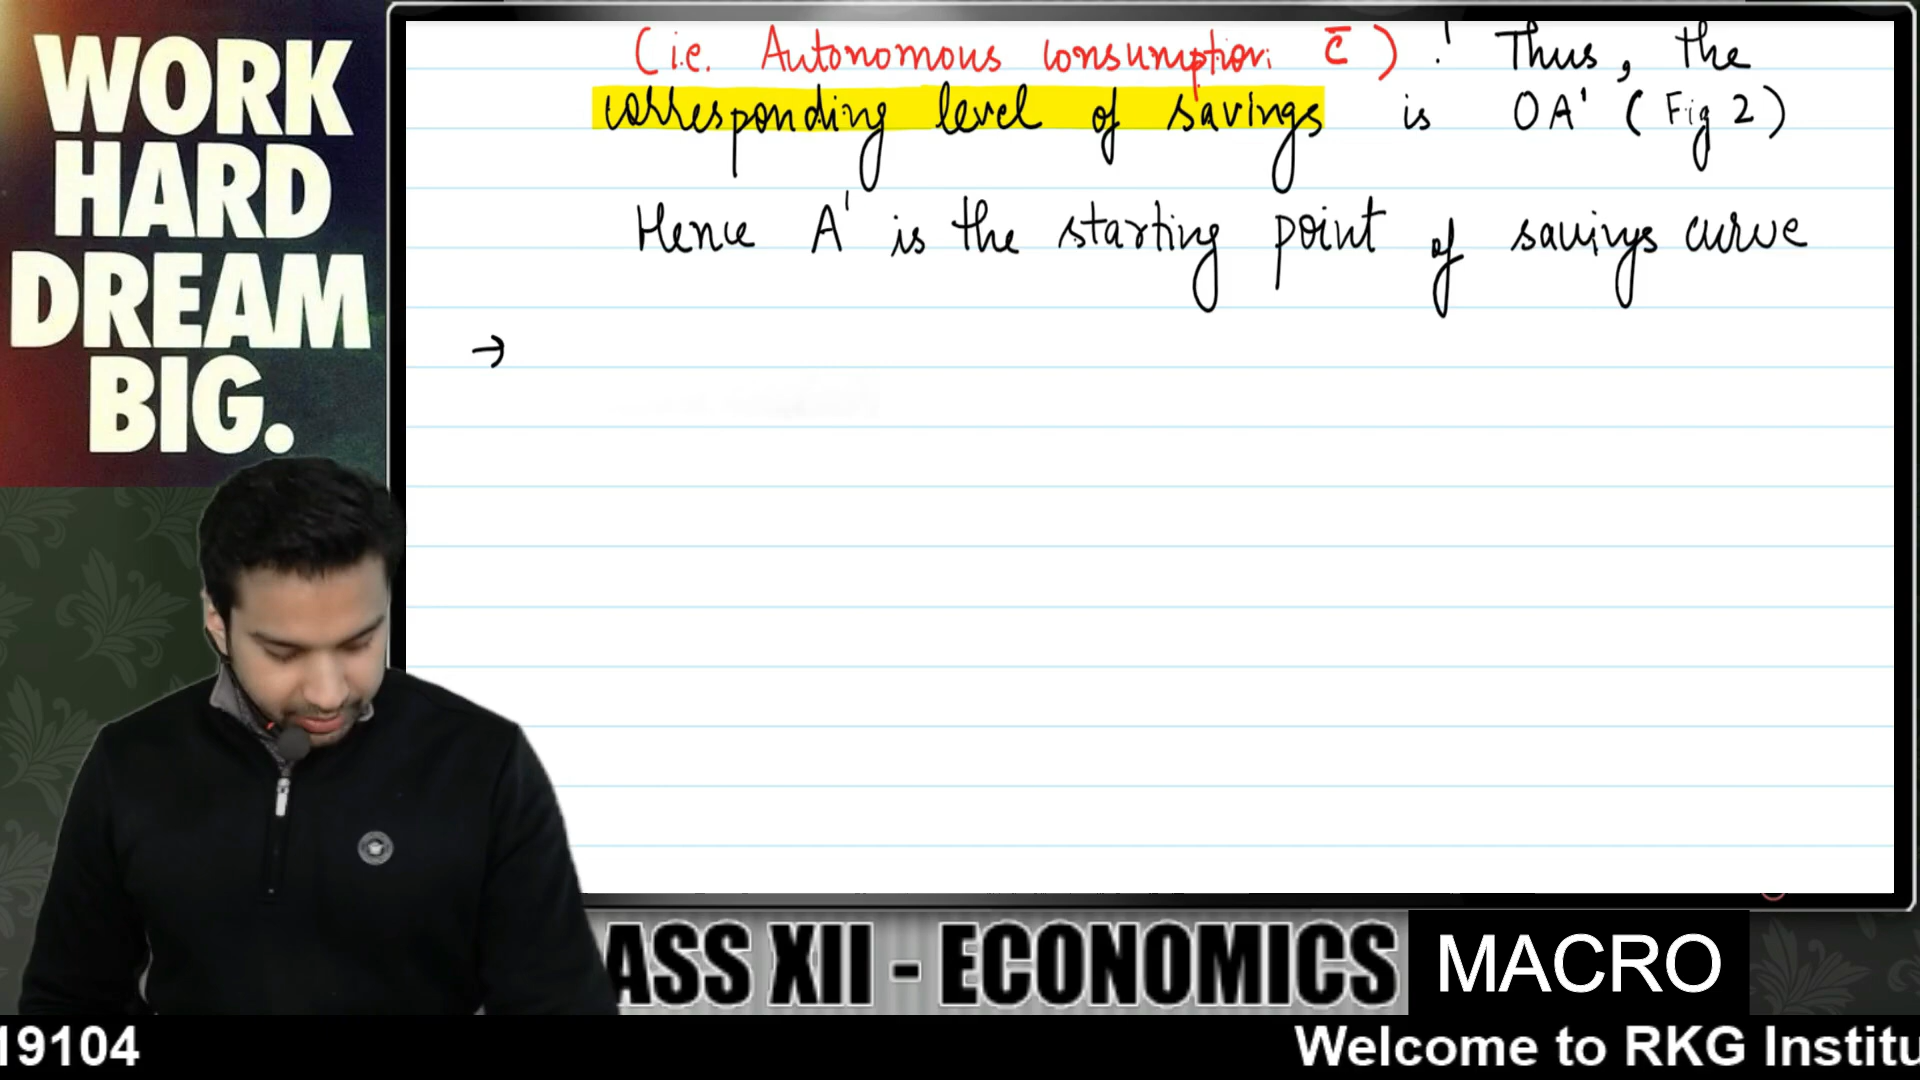 WORK
HARD
DREAM
BIG.
(i.e. Autonomous consumption: c̄) ! Thus, the
corresponding level of savings is OA' (Fig 2)
Hence A' is the starting point of savings curve
→
ASS XII - ECONOMICS
MACRO
19104
Welcome to RKG Institu